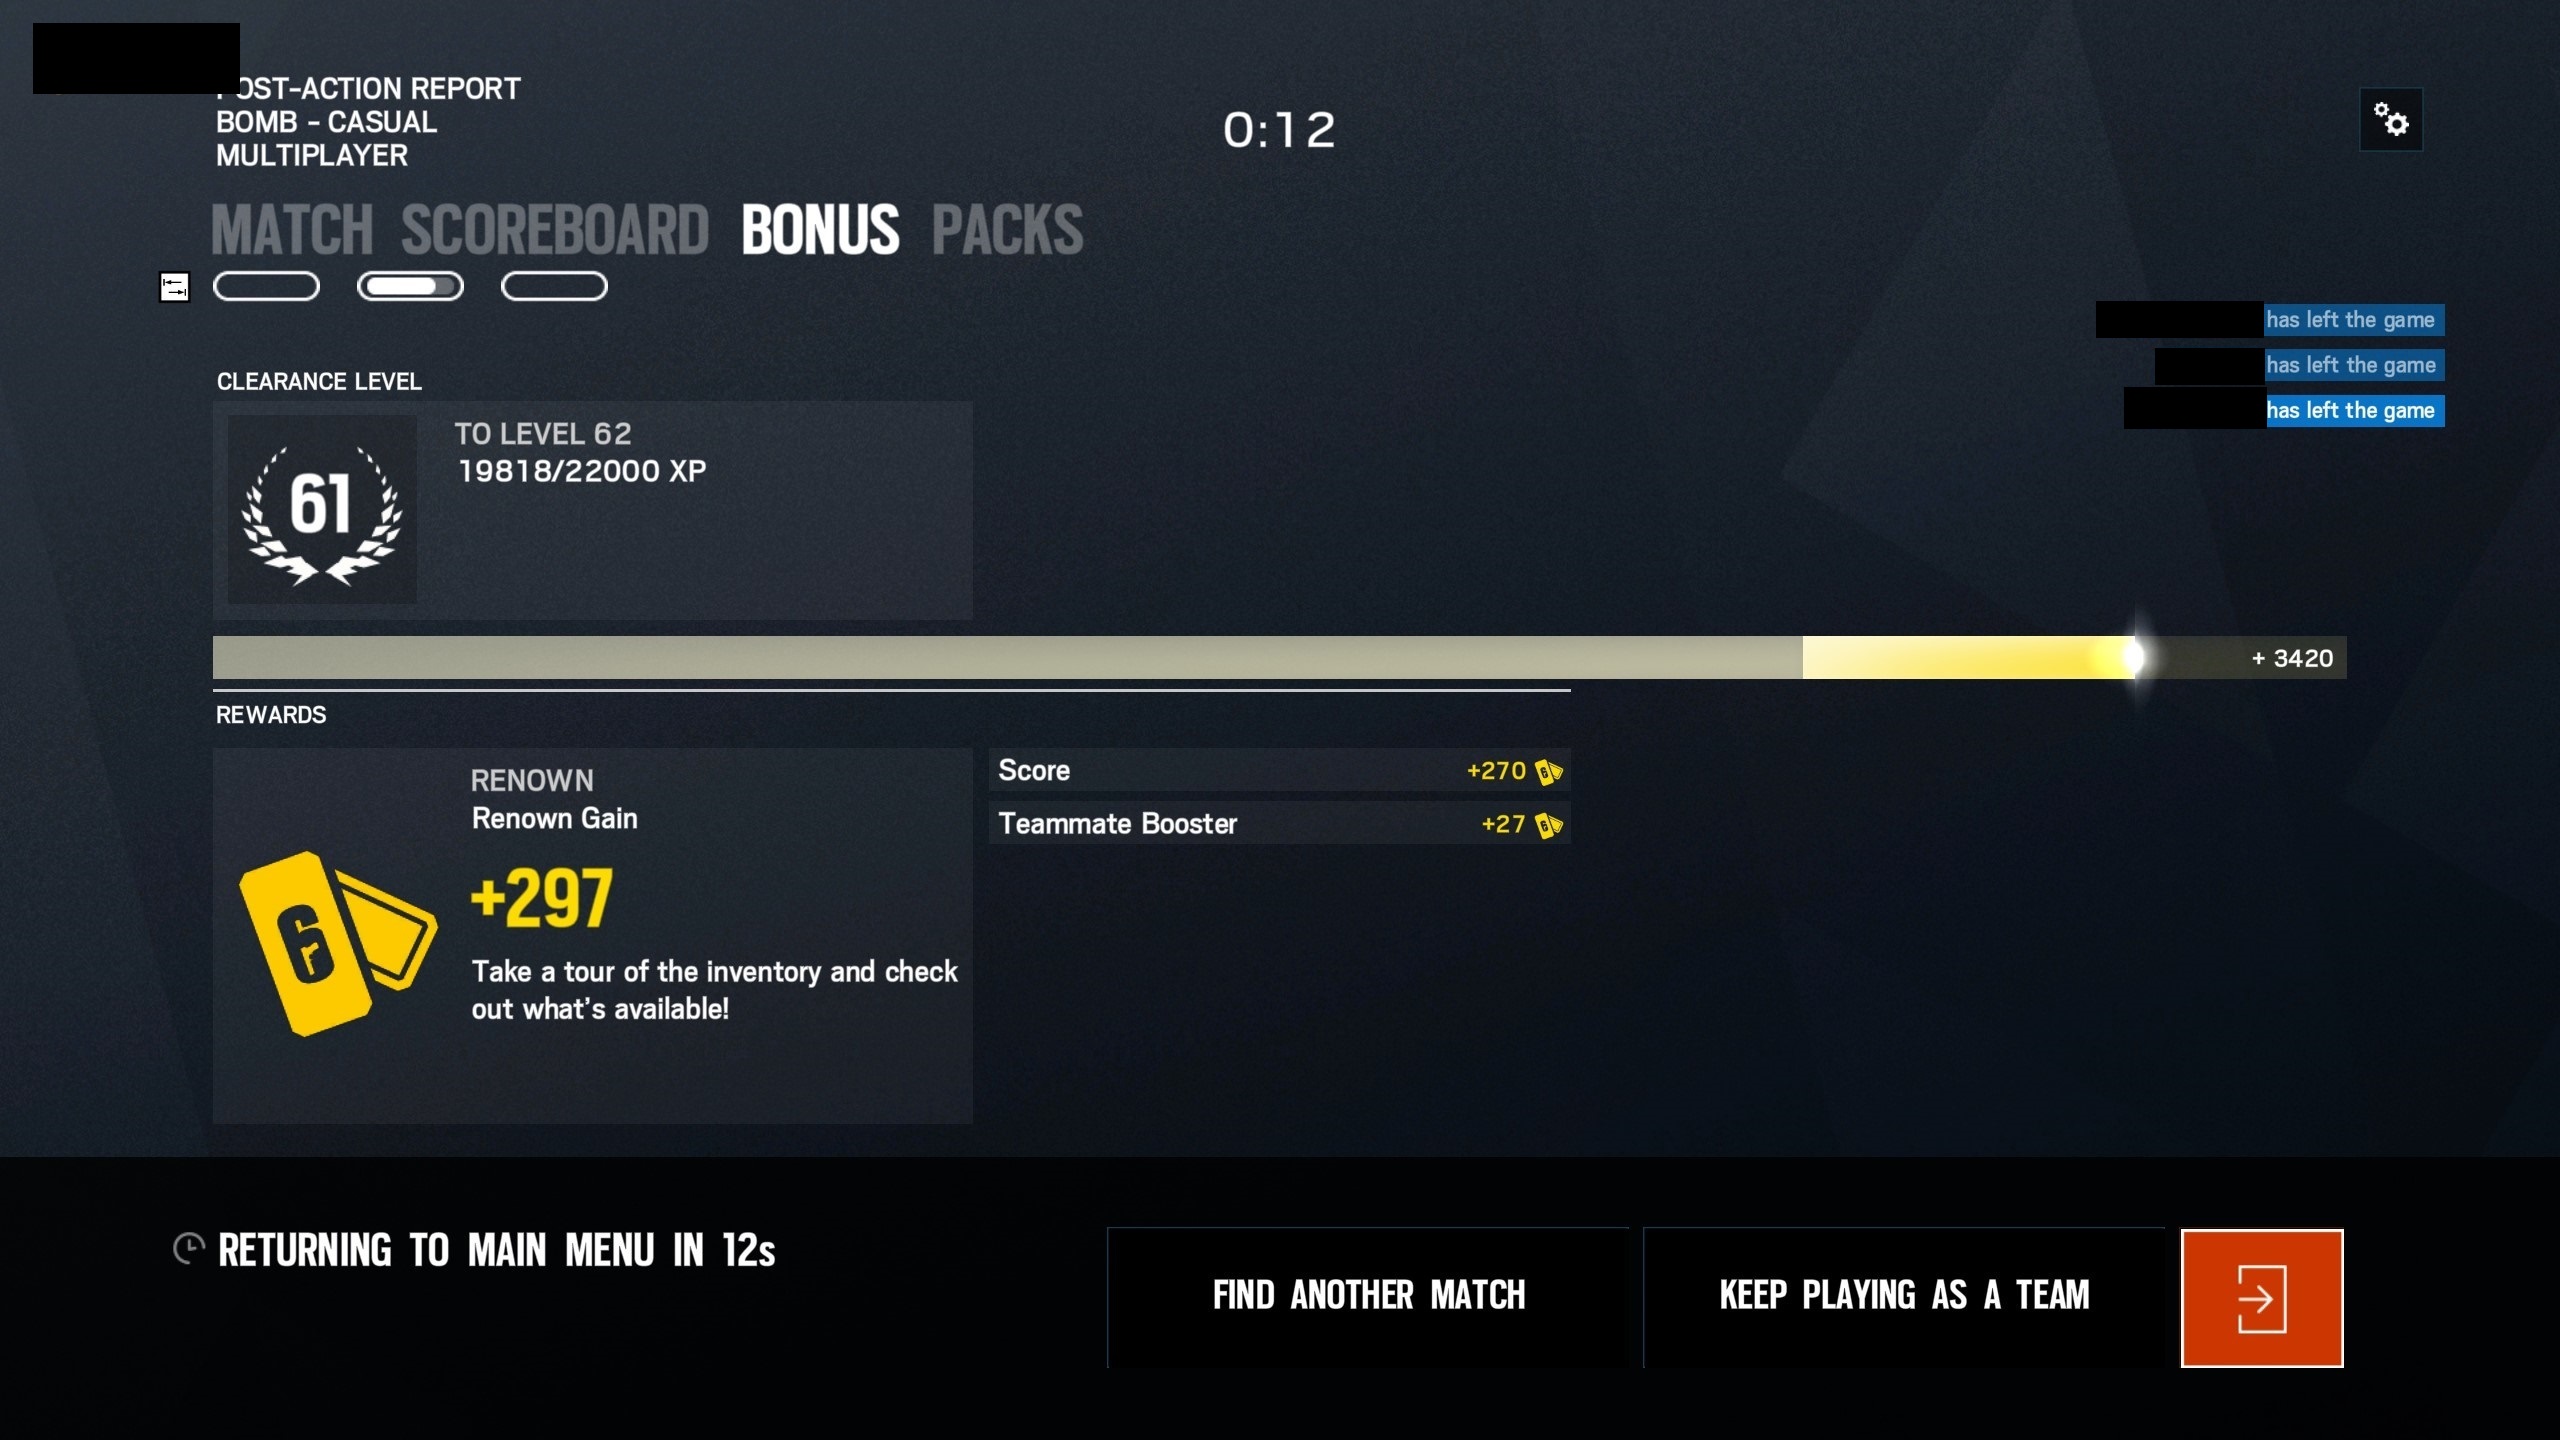 POST-ACTION REPORT
BOMB - CASUAL
MULTIPLAYER
0:12
MATCH SCOREBOARD BONUS PACKS
has left the game
has left the game
has left the game
CLEARANCE LEVEL
61
TO LEVEL 62
19818/22000 XP
+ 3420
REWARDS
RENOWN
Renown Gain
+297
Take a tour of the inventory and check
out what's available!
Score +270
Teammate Booster +27
RETURNING TO MAIN MENU IN 12s
FIND ANOTHER MATCH
KEEP PLAYING AS A TEAM